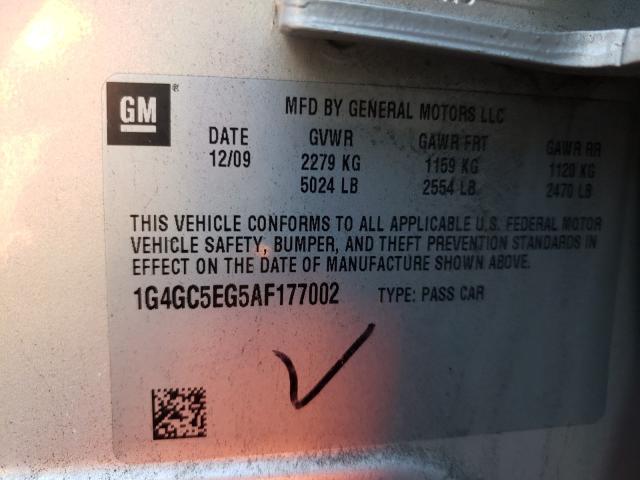 GM®
MFD BY GENERAL MOTORS LLC
DATE GVWR GAWR FRT GAWR RR
12/09 2279 KG 1159 KG 1120 KG
5024 LB 2554 LB 2470 LB
THIS VEHICLE CONFORMS TO ALL APPLICABLE U.S. FEDERAL MOTOR
VEHICLE SAFETY, BUMPER, AND THEFT PREVENTION STANDARDS IN
EFFECT ON THE DATE OF MANUFACTURE SHOWN ABOVE.
1G4GC5EG5AF177002 TYPE: PASS CAR